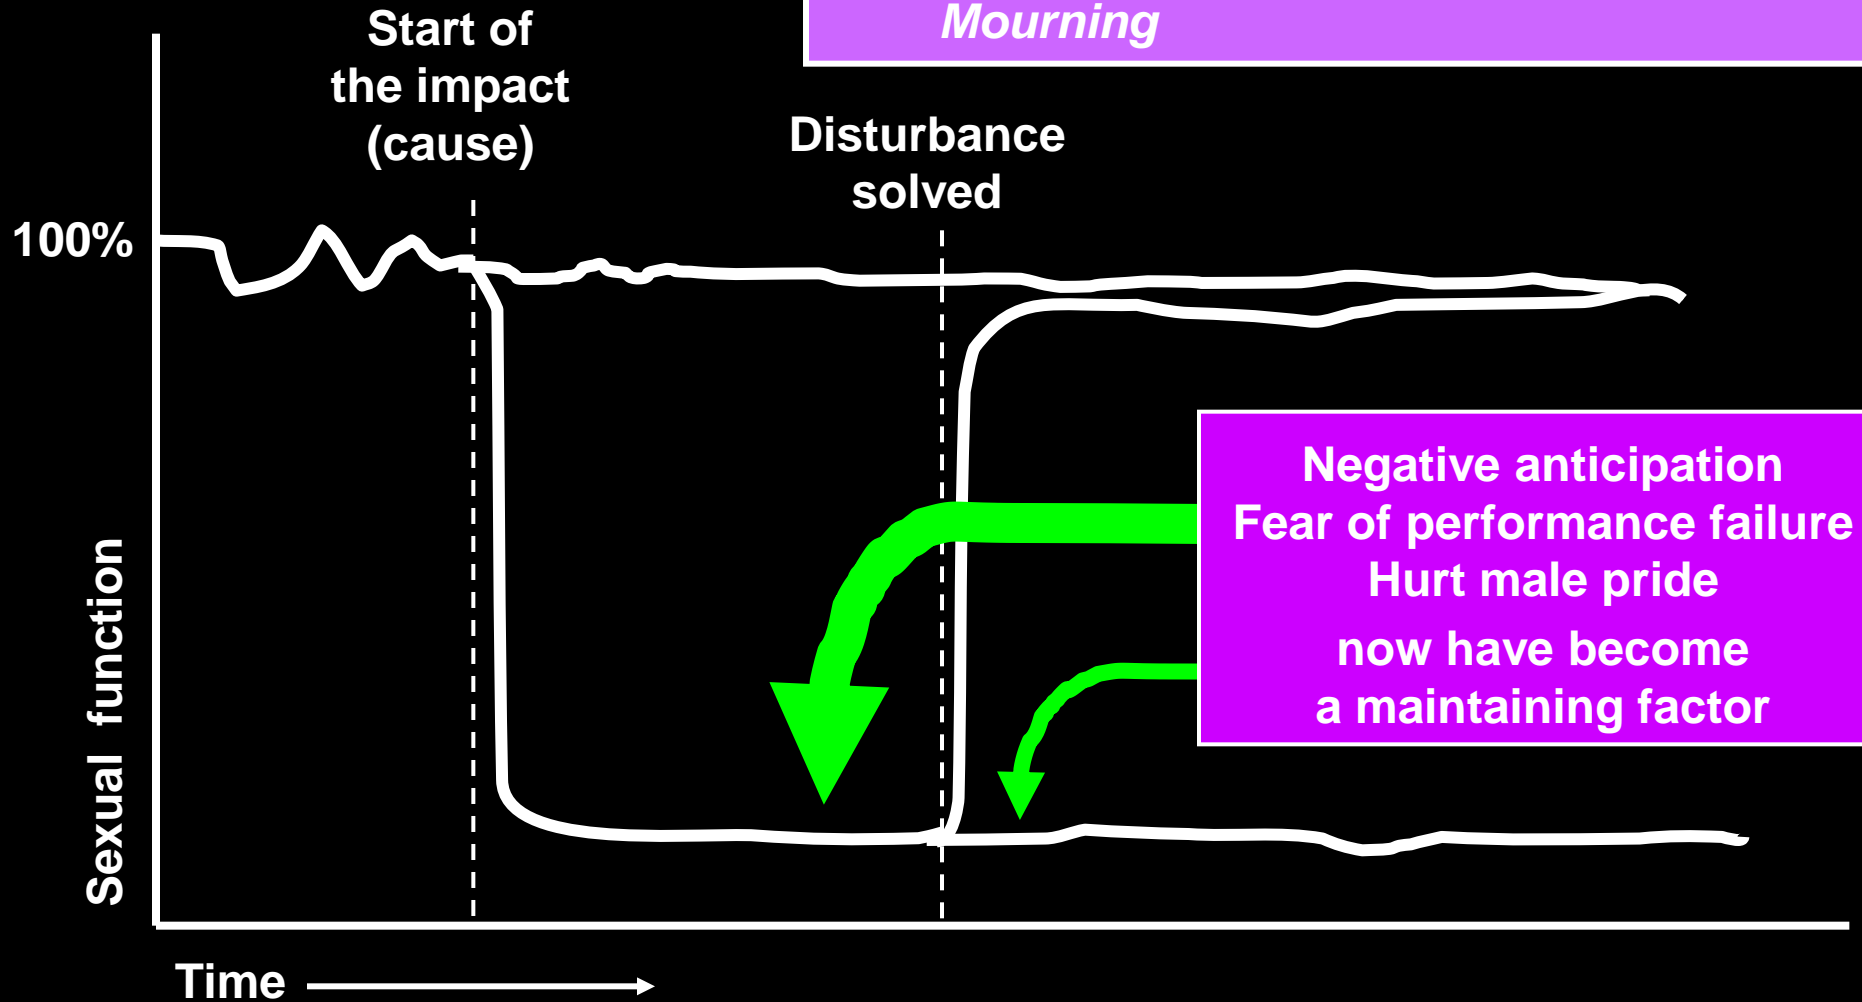 Mourning
Start of
the impact
(cause)
Disturbance
solved
100%
Negative anticipation
Fear of performance failure
Hurt male pride
now have become
a maintaining factor
Sexual function
Time